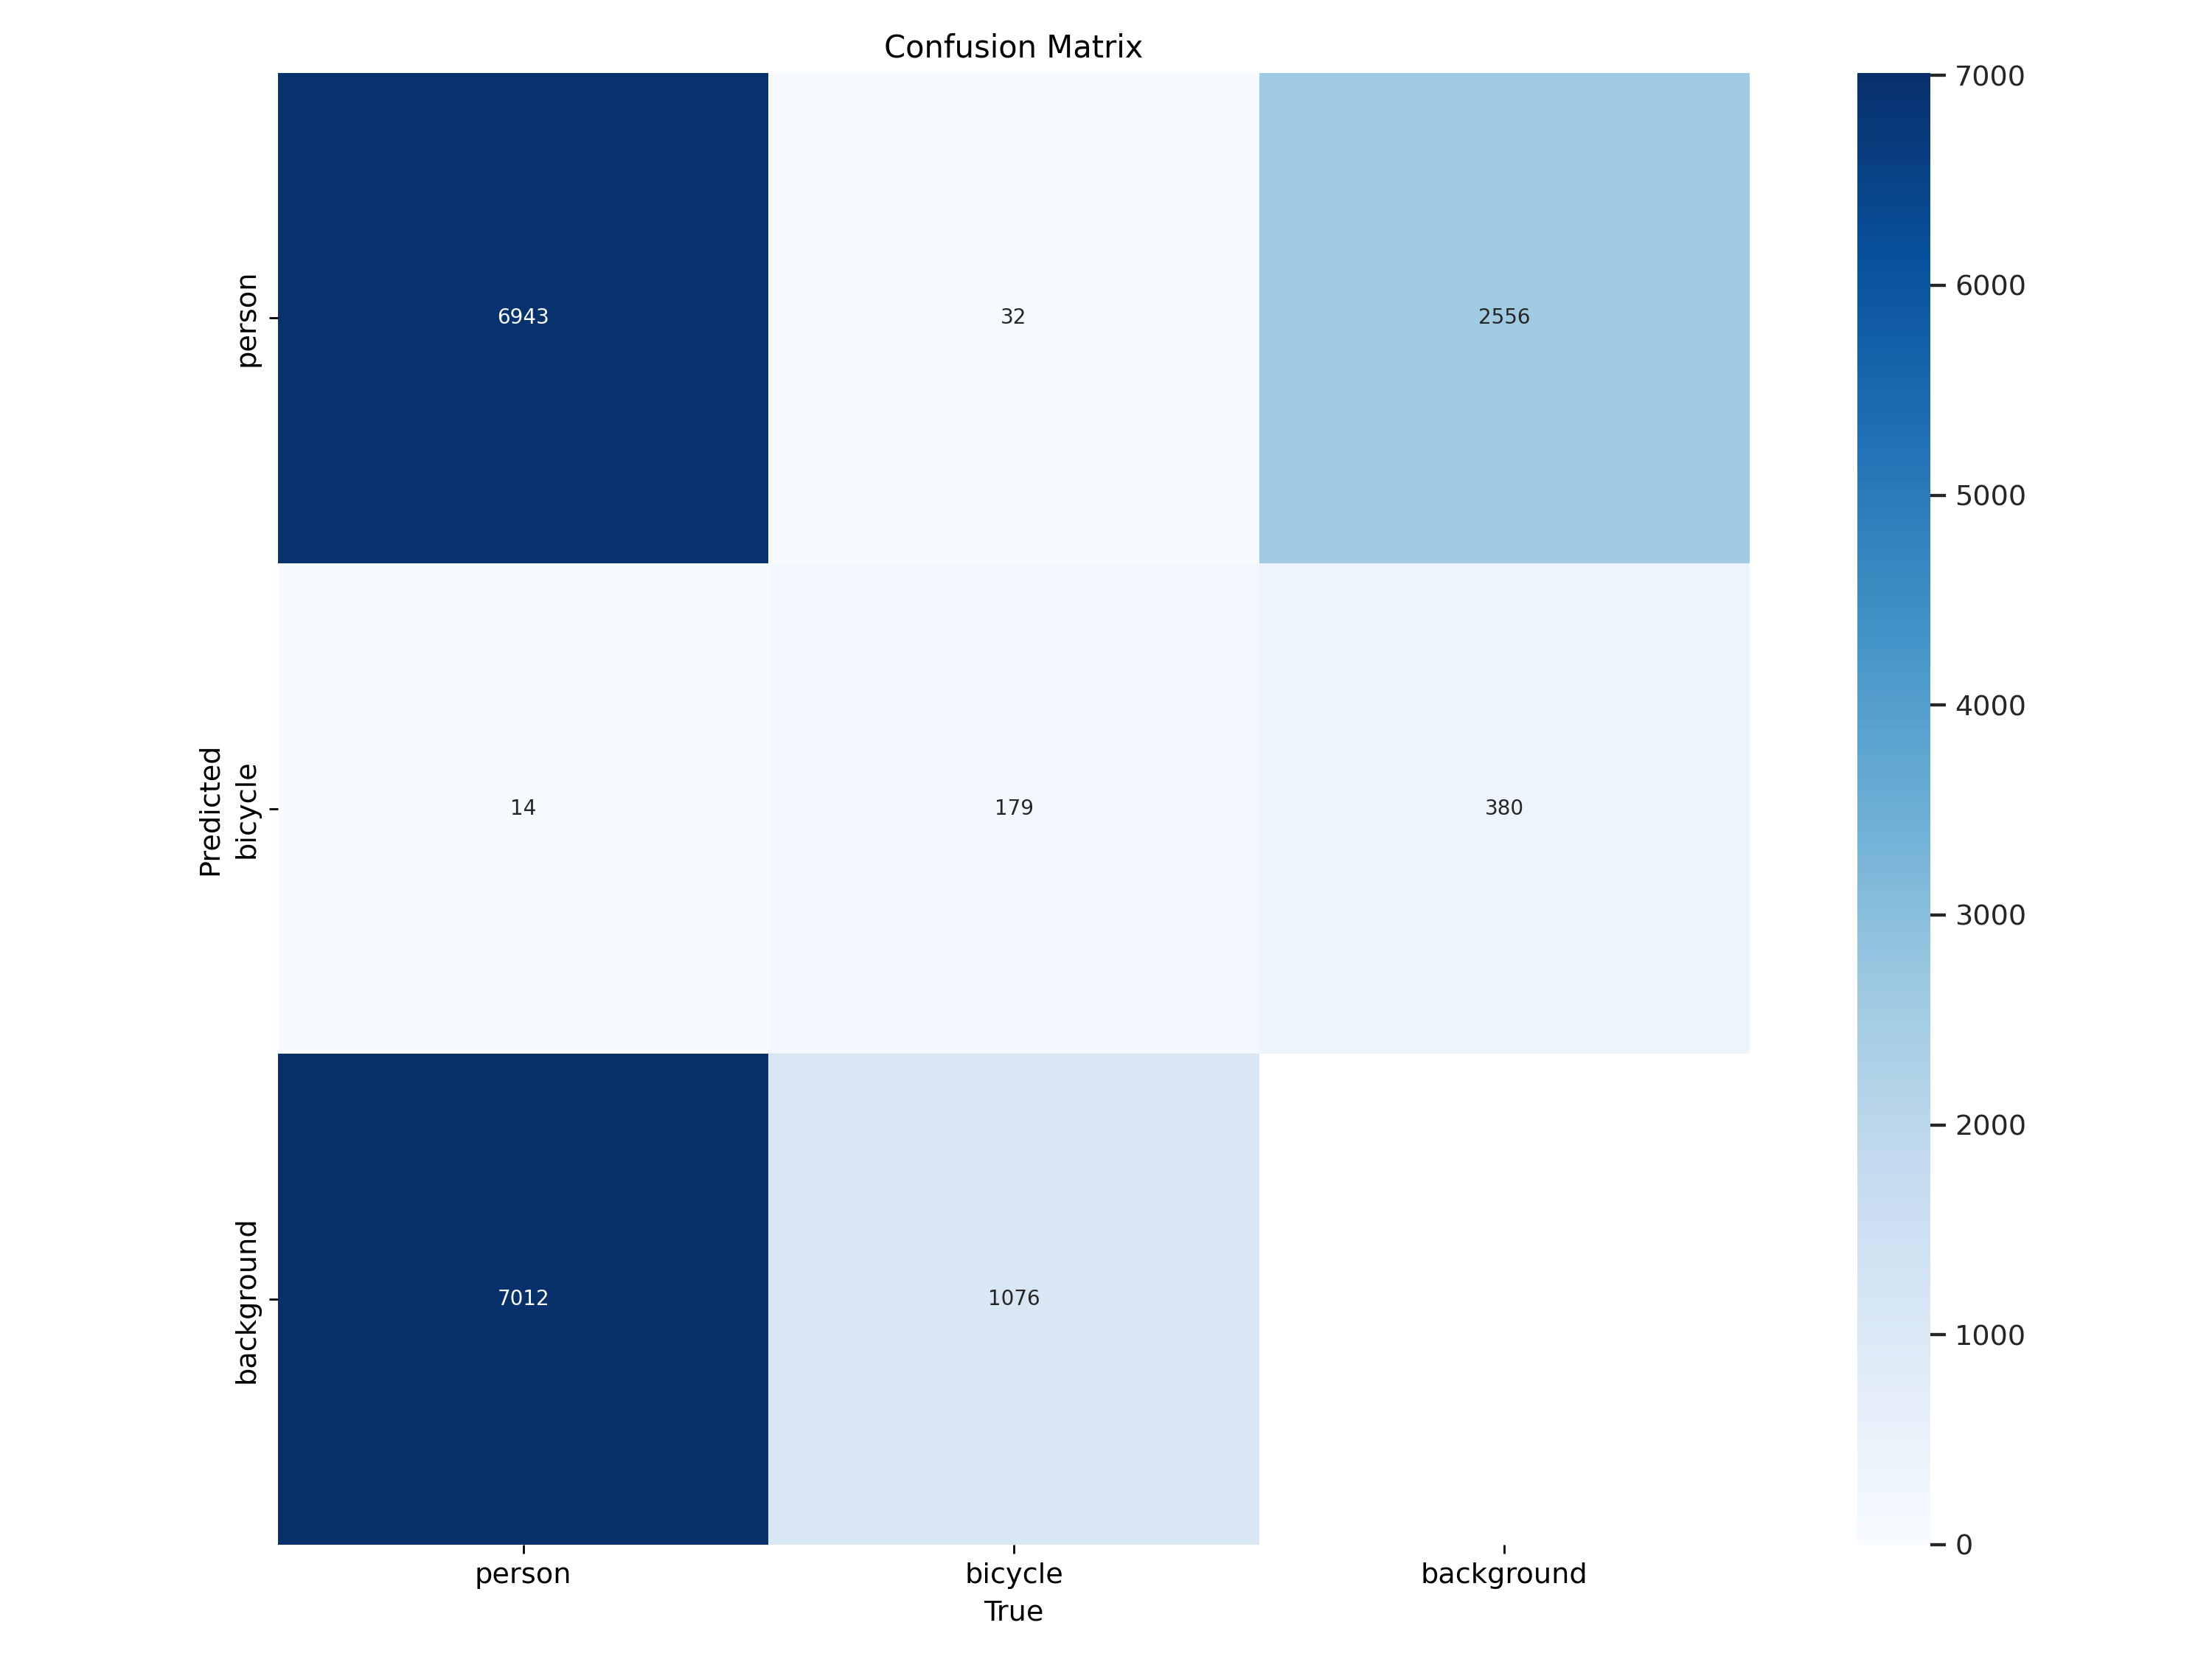 Confusion Matrix
person
6943
32
2556
Predicted
bicycle
14
179
380
background
7012
1076
person
bicycle
background
True
7000
6000
5000
4000
3000
2000
1000
0